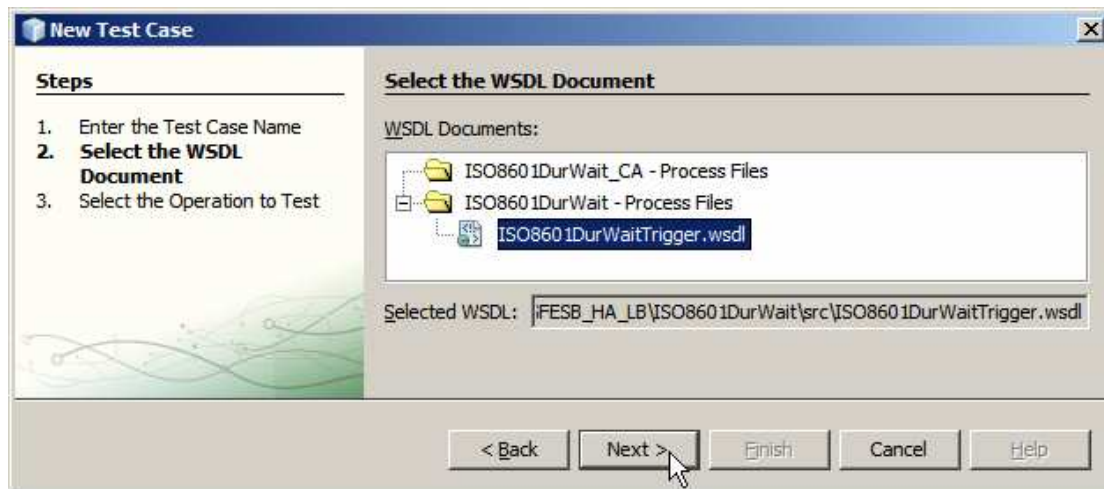 New Test Case
Steps
1. Enter the Test Case Name
2. Select the WSDL
Document
3. Select the Operation to Test
Select the WSDL Document
WSDL Documents:
ISO8601DurWait_CA - Process Files
ISO8601DurWait - Process Files
ISO8601DurWaitTrigger.wsdl
Selected WSDL: iFESB_HA_LB\ISO8601DurWait\src\ISO8601DurWaitTrigger.wsdl
< Back Next > Finish Cancel Help